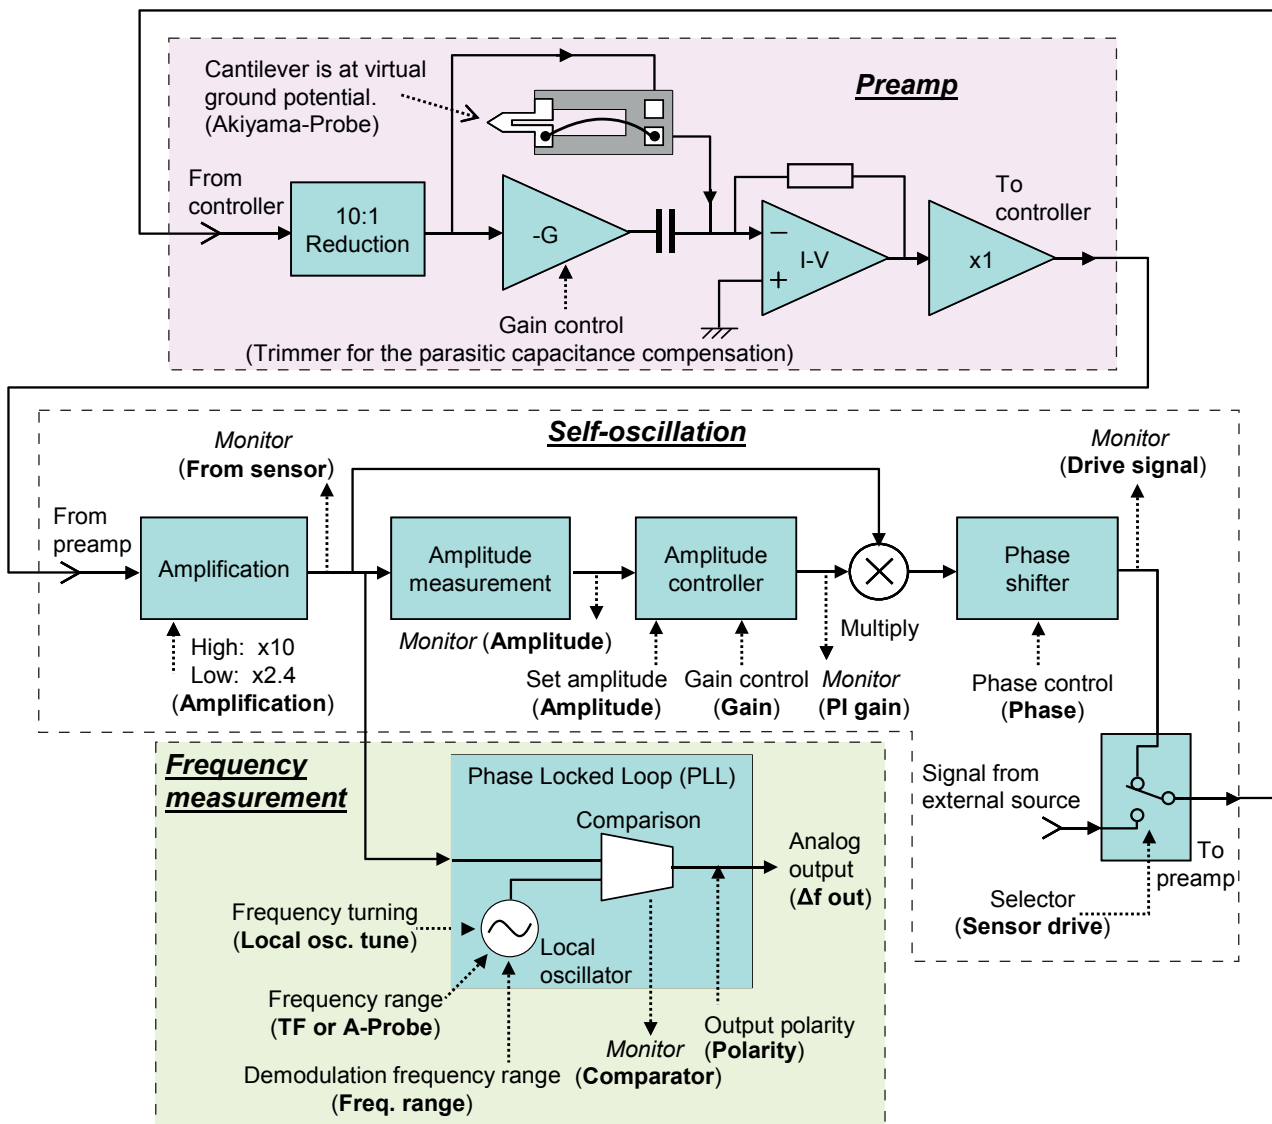 Preamp
Cantilever is at virtual
ground potential.
(Akiyama-Probe)
From
controller
10:1
Reduction
-G
−
I-V
+
x1
To
controller
Gain control
(Trimmer for the parasitic capacitance compensation)
Self-oscillation
Monitor
(From sensor)
Monitor
(Drive signal)
From
preamp
Amplification
Amplitude
measurement
Amplitude
controller
Multiply
Phase
shifter
High: x10
Low: x2.4
(Amplification)
Monitor (Amplitude)
Set amplitude
(Amplitude)
Gain control
(Gain)
Monitor
(PI gain)
Phase control
(Phase)
Signal from
external source
To
preamp
Selector
(Sensor drive)
Frequency
measurement
Phase Locked Loop (PLL)
Comparison
Analog
output
(Δf out)
Frequency turning
(Local osc. tune)
Local
oscillator
Frequency range
(TF or A-Probe)
Output polarity
(Polarity)
Monitor
(Comparator)
Demodulation frequency range
(Freq. range)